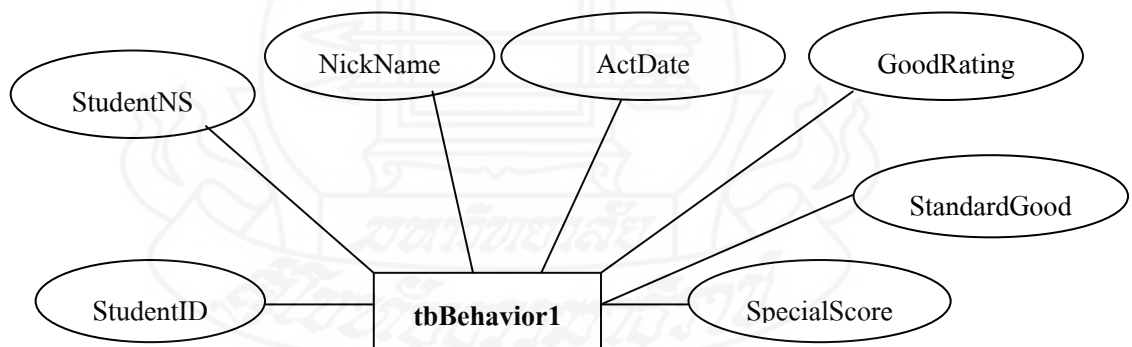 NickName
ActDate
GoodRating
StudentNS
StandardGood
StudentID
tbBehavior1
SpecialScore